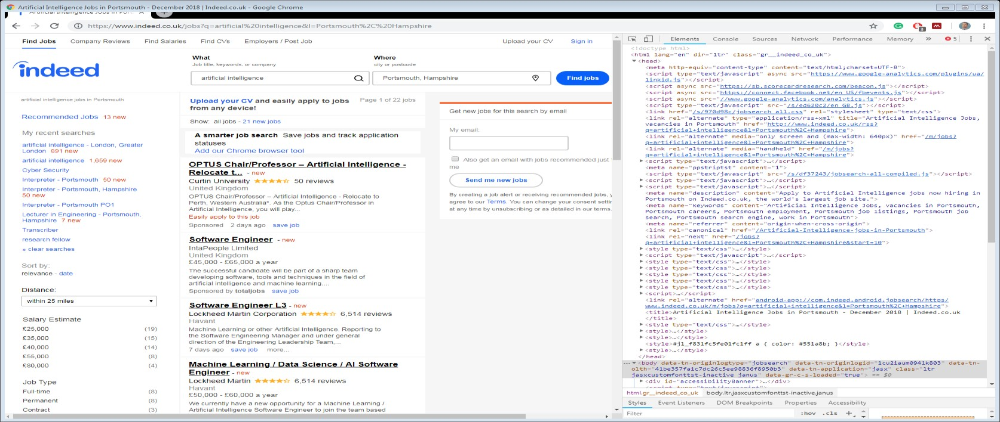 Artificial Intelligence Jobs in Portsmouth - December 2018 | Indeed.co.uk - Google Chrome
https://www.indeed.co.uk/jobs?q=artificial%20intelligence&l=Portsmouth%2C%20Hampshire
3
Find Jobs Company Reviews Find Salaries Find CVs Employers / Post Job Upload your CV Sign in
indeed
What
Job title, keywords, or company
artificial intelligence
Where
city or postcode
Portsmouth, Hampshire
Find jobs
artificial intelligence jobs in Portsmouth
Recommended Jobs 13 new
My recent searches
artificial intelligence - London, Greater
London 891 new
artificial intelligence 1,659 new
Cyber Security
Interpreter - Portsmouth 50 new
Interpreter - Portsmouth, Hampshire
50 new
Interpreter - Portsmouth PO1
Lecturer in Engineering - Portsmouth,
Hampshire 7 new
Transcriber
research fellow
» clear searches
Sort by:
relevance - date
Distance:
within 25 miles
Salary Estimate
£25,000 (19)
£35,000 (15)
£40,000 (14)
£55,000 (8)
£80,000 (4)
Job Type
Full-time (8)
Permanent (8)
Contract (3)
Upload your CV and easily apply to jobs
from any device!
Page 1 of 22 jobs
Show: all jobs - 21 new jobs
A smarter job search Save jobs and track application
statuses
Add our Chrome browser tool
OPTUS Chair/Professor – Artificial Intelligence -
Relocate t... - new
Curtin University 50 reviews
United Kingdom
OPTUS Chair/Professor – Artificial Intelligence - Relocate to
Perth, Western Australia*. As the Optus Chair/Professor in
Artificial Intelligence, you will play...
Easily apply to this job
Sponsored 2 days ago save job
Software Engineer - new
IntaPeople Limited
United Kingdom
£45,000 - £65,000 a year
The successful candidate will be part of a sharp team
developing software, tools and techniques in the field of
artificial intelligence and machine learning....
Sponsored by totaljobs save job
Software Engineer L3 - new
Lockheed Martin Corporation 6,514 reviews
Havant
Machine Learning or other Artificial Intelligence. Reporting to
the Software Engineering Manager and under general
direction of the Engineering Leadership Team,...
7 days ago save job more...
Machine Learning / Data Science / AI Software
Engineer - new
Lockheed Martin 6,514 reviews
Havant
£50,000 - £60,000 a year
We currently have a new opportunity for a Machine Learning /
Artificial Intelligence Software Engineer to join the team based
Get new jobs for this search by email
My email:
Also get an email with jobs recommended just
me
Send me new jobs
By creating a job alert or receiving recommended jobs, y
agree to our Terms. You can change your consent settin
at any time by unsubscribing or as detailed in our terms.
Elements Console Sources Network Performance Memory » 5
<!doctype html>
<html lang="en" dir="ltr" class="gr__indeed_co_uk">
<head>
<meta http-equiv="content-type" content="text/html;charset=UTF-8">
<script type="text/javascript" async src="https://www.google-analytics.com/plugins/ua/
linkid.js"></script>
<script async src="https://sb.scorecardresearch.com/beacon.js"></script>
<script async src="https://connect.facebook.net/en_US/fbevents.js"></script>
<script async src="//www.google-analytics.com/analytics.js"></script>
<script type="text/javascript" src="/s/ed620c2/en_GB.js"></script>
<link href="/s/970d98c/jobsearch_all.css" rel="stylesheet" type="text/css">
<link rel="alternate" type="application/rss+xml" title="Artificial Intelligence Jobs,
vacancies in Portsmouth" href="http://www.indeed.co.uk/rss?
q=artificial+intelligence&l=Portsmouth%2C+Hampshire">
<link rel="alternate" media="only screen and (max-width: 640px)" href="/m/jobs?
q=artificial+intelligence&l=Portsmouth%2C+Hampshire">
<link rel="alternate" media="handheld" href="/m/jobs?
q=artificial+intelligence&l=Portsmouth%2C+Hampshire">
<script type="text/javascript">…</script>
<meta name="ppstriptst" content="1">
<script type="text/javascript" src="/s/df37243/jobsearch-all-compiled.js"></script>
<script type="text/javascript">…</script>
<script type="text/javascript">…</script>
<meta name="description" content="Apply to Artificial Intelligence jobs now hiring in
Portsmouth on Indeed.co.uk, the world's largest job site.">
<meta name="keywords" content="Artificial Intelligence Jobs, vacancies in Portsmouth,
Portsmouth careers, Portsmouth employment, Portsmouth job listings, Portsmouth job
search, Portsmouth search engine, work in Portsmouth">
<meta name="referrer" content="origin-when-cross-origin">
<link rel="canonical" href="/Artificial-Intelligence-jobs-in-Portsmouth">
<link rel="next" href="/jobs?
q=artificial+intelligence&l=Portsmouth%2C+Hampshire&start=10">
<style type="text/css">…</style>
<script type="text/javascript">…</script>
<style type="text/css">…</style>
<style type="text/css">…</style>
<style type="text/css">…</style>
<style type="text/css">…</style>
<style type="text/css">…</style>
<script>…</script>
<link rel="alternate" href="android-app://com.indeed.android.jobsearch/https/
www.indeed.co.uk/m/jobs?q=artificial+intelligence&l=Portsmouth%2C+Hampshire">
<title>Artificial Intelligence Jobs in Portsmouth - December 2018 | Indeed.co.uk
</title>
<style type="text/css">…</style>
<style>…</style>
<style>#jl_f831fc5fe01fc1ff a { color: #551a8b; }</style>
<style>…</style>
</head>
<body data-tn-originlogtype="jobsearch" data-tn-originlogid="1cu2iaum0941k803" data-tn-
olth="41be357fa1c7dc26c5ee98836f8950b3" data-tn-application="jasx" class="ltr
jasxcustomfonttst-inactive janus" data-gr-c-s-loaded="true"> == $0
<div id="accessibilityBanner">…</div>
html.gr__indeed_co_uk body.ltr.jasxcustomfonttst-inactive.janus
Styles Event Listeners DOM Breakpoints Properties Accessibility
Filter :hov .cls +